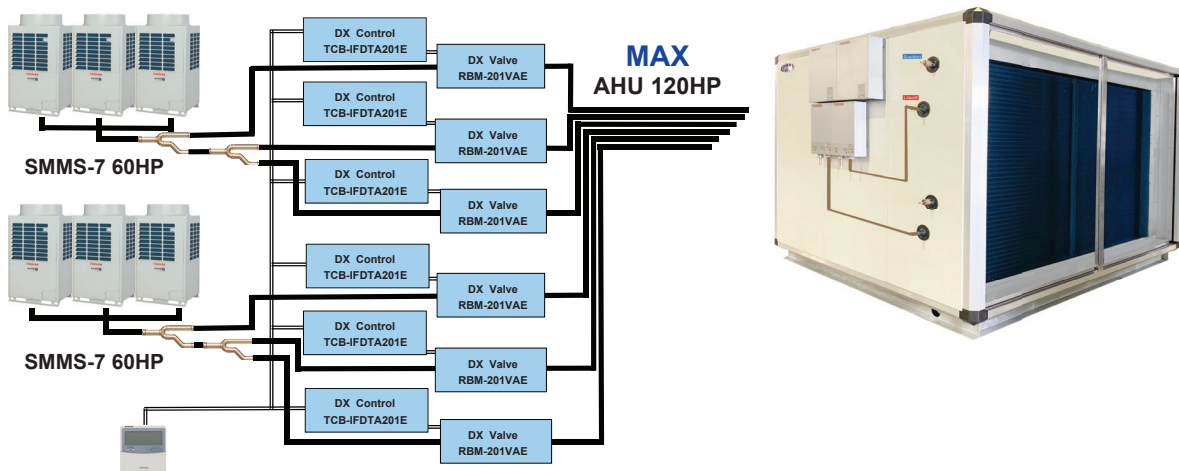 DX Control
TCB-IFDTA201E
DX Valve
RBM-201VAE
MAX
AHU 120HP
DX Control
TCB-IFDTA201E
DX Valve
RBM-201VAE
SMMS-7 60HP
DX Control
TCB-IFDTA201E
DX Valve
RBM-201VAE
DX Control
TCB-IFDTA201E
DX Valve
RBM-201VAE
DX Control
TCB-IFDTA201E
DX Valve
RBM-201VAE
SMMS-7 60HP
DX Control
TCB-IFDTA201E
DX Valve
RBM-201VAE